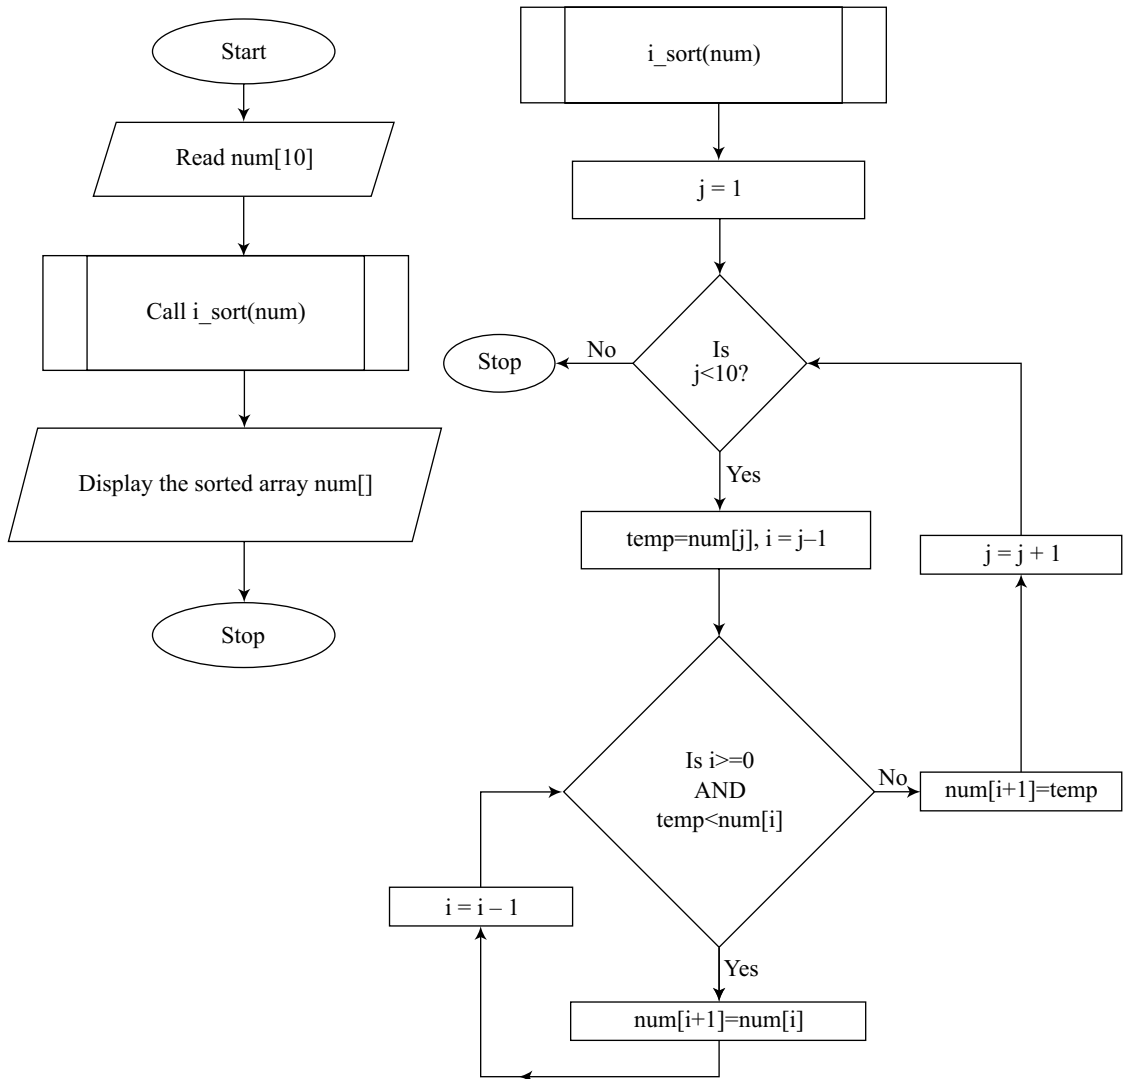 Start
Read num[10]
Call i_sort(num)
Display the sorted array num[]
Stop
i_sort(num)
j = 1
Is
j<10?
No
Stop
Yes
temp=num[j], i = j–1
j = j + 1
Is i>=0
AND
temp<num[i]
No
num[i+1]=temp
i = i – 1
Yes
num[i+1]=num[i]